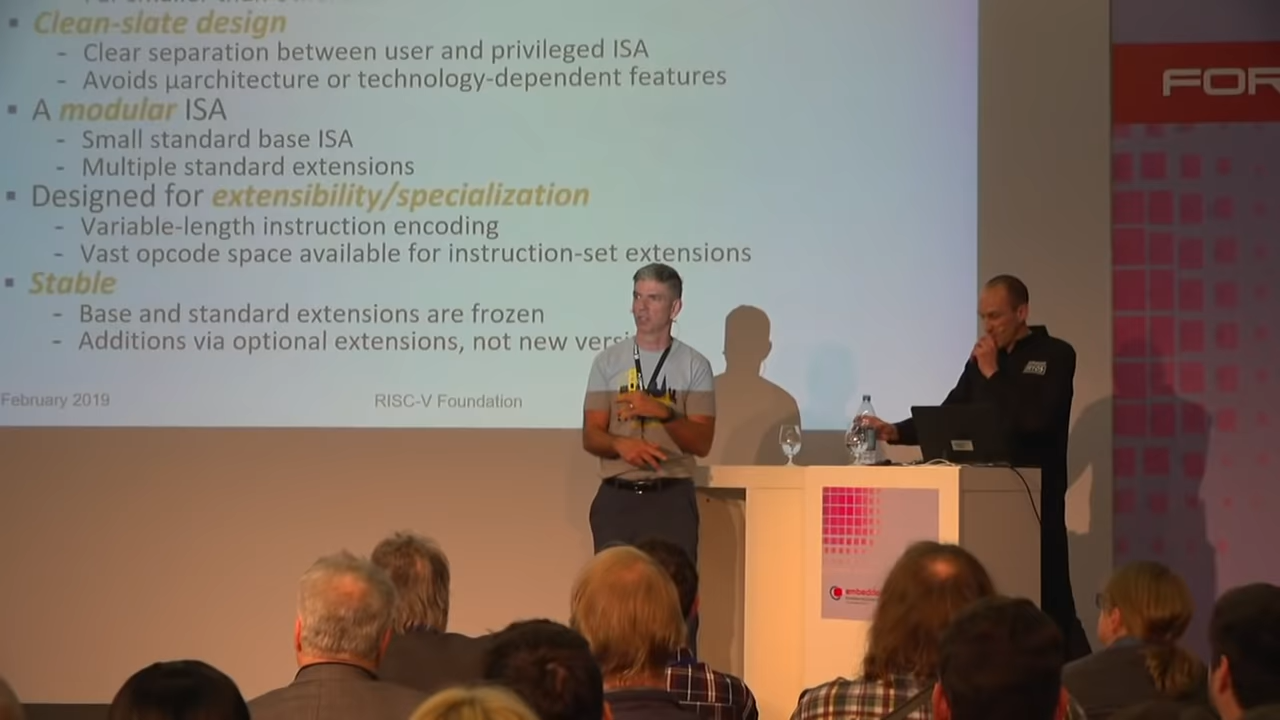 ▪ Clean-slate design
- Clear separation between user and privileged ISA
- Avoids µarchitecture or technology-dependent features
▪ A modular ISA
- Small standard base ISA
- Multiple standard extensions
▪ Designed for extensibility/specialization
- Variable-length instruction encoding
- Vast opcode space available for instruction-set extensions
▪ Stable
- Base and standard extensions are frozen
- Additions via optional extensions, not new versi
February 2019
RISC-V Foundation
FOR
embedde